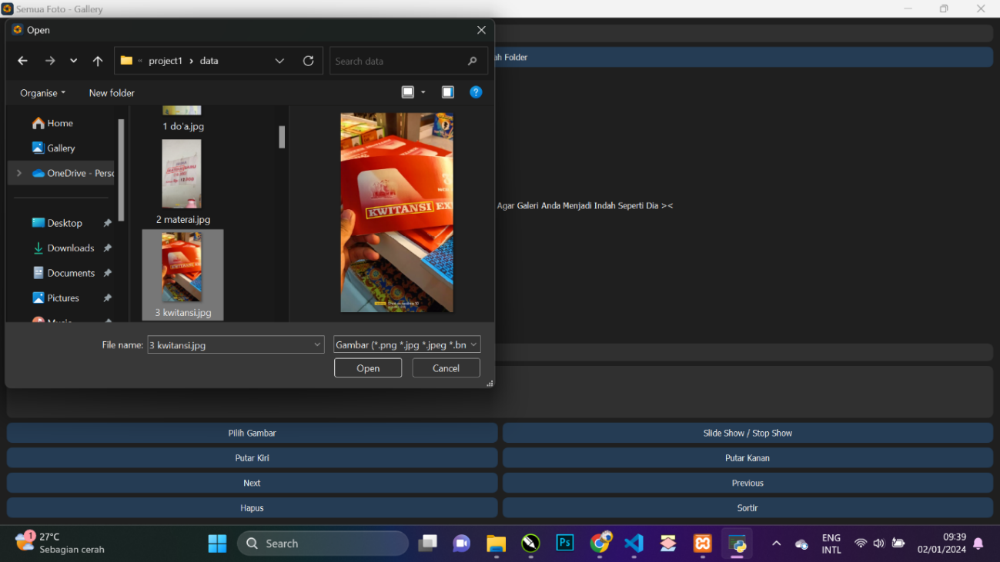 Semua Foto - Gallery
Open
project1 › data
Search data
ah Folder
Organise
New folder
Home
Gallery
OneDrive - Perso
Desktop
Downloads
Documents
Pictures
1 do'a.jpg
2 materai.jpg
3 kwitansi.jpg
KWITANSI EX
Agar Galeri Anda Menjadi Indah Seperti Dia ><
File name: 3 kwitansi.jpg
Gambar (*.png *.jpg *.jpeg *.bn
Open
Cancel
Pilih Gambar
Slide Show / Stop Show
Putar Kiri
Putar Kanan
Next
Previous
Hapus
Sortir
1
27°C
Sebagian cerah
Search
Ps
ENG
INTL
09:39
02/01/2024